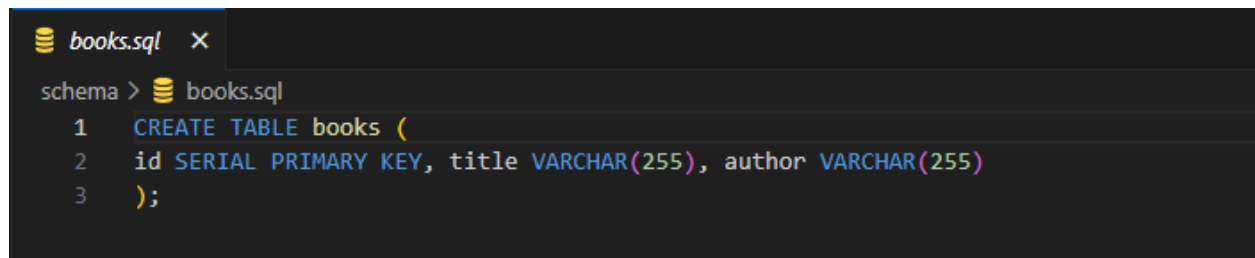 books.sql
schema > books.sql
1 CREATE TABLE books (
2 id SERIAL PRIMARY KEY, title VARCHAR(255), author VARCHAR(255)
3 );